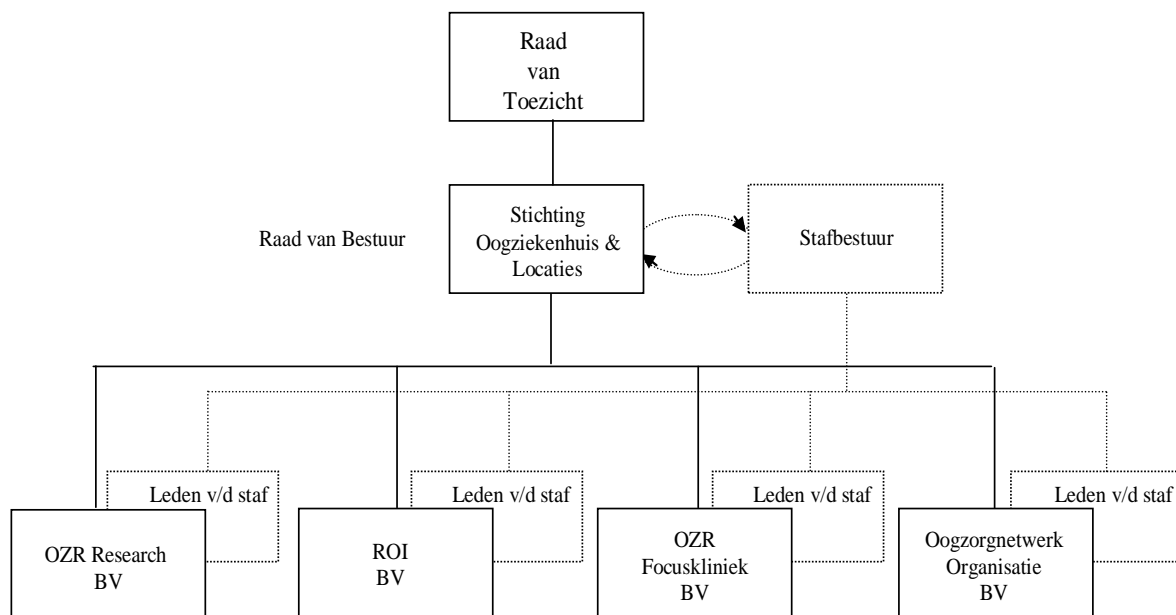 Raad
van
Toezicht
Raad van Bestuur
Stichting
Oogziekenhuis &
Locaties
Stafbestuur
Leden v/d staf
Leden v/d staf
Leden v/d staf
Leden v/d staf
OZR Research
BV
ROI
BV
OZR
Focuskliniek
BV
Oogzorgnetwerk
Organisatie
BV